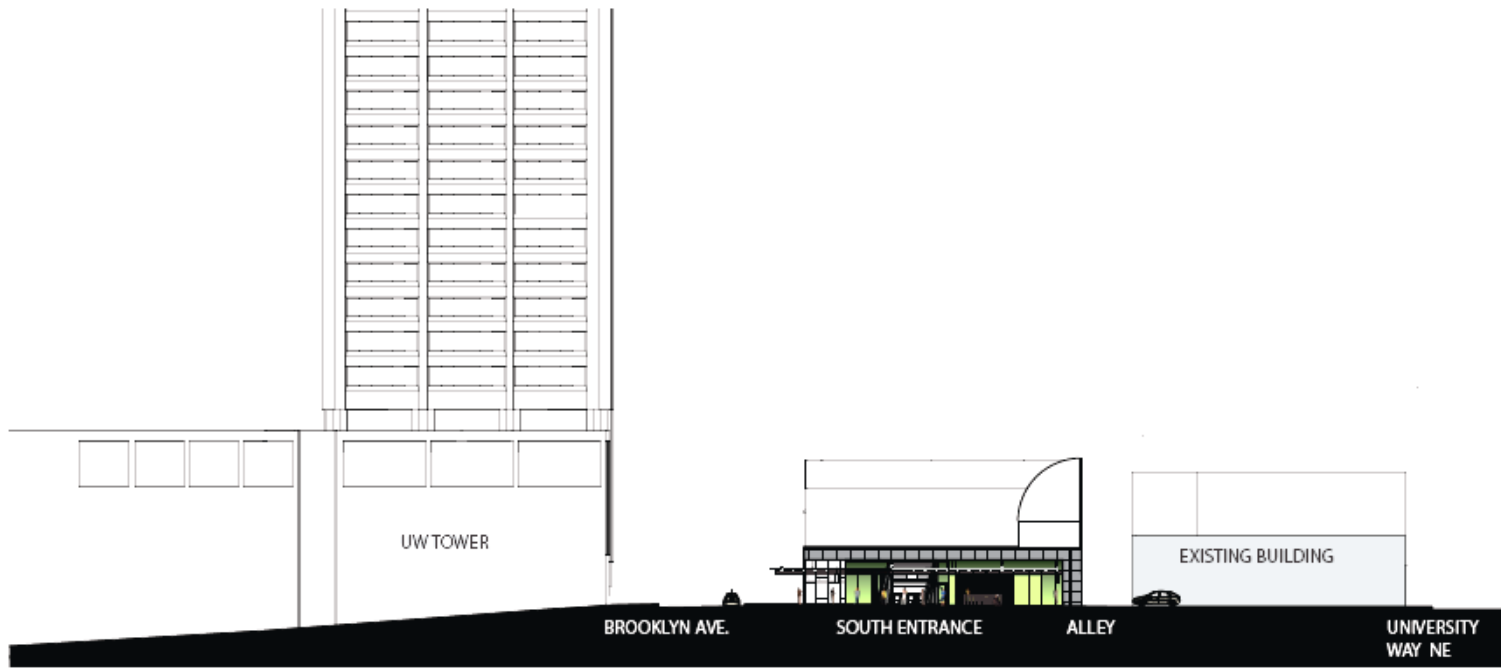 UW TOWER
EXISTING BUILDING
BROOKLYN AVE.
SOUTH ENTRANCE
ALLEY
UNIVERSITY
WAY NE